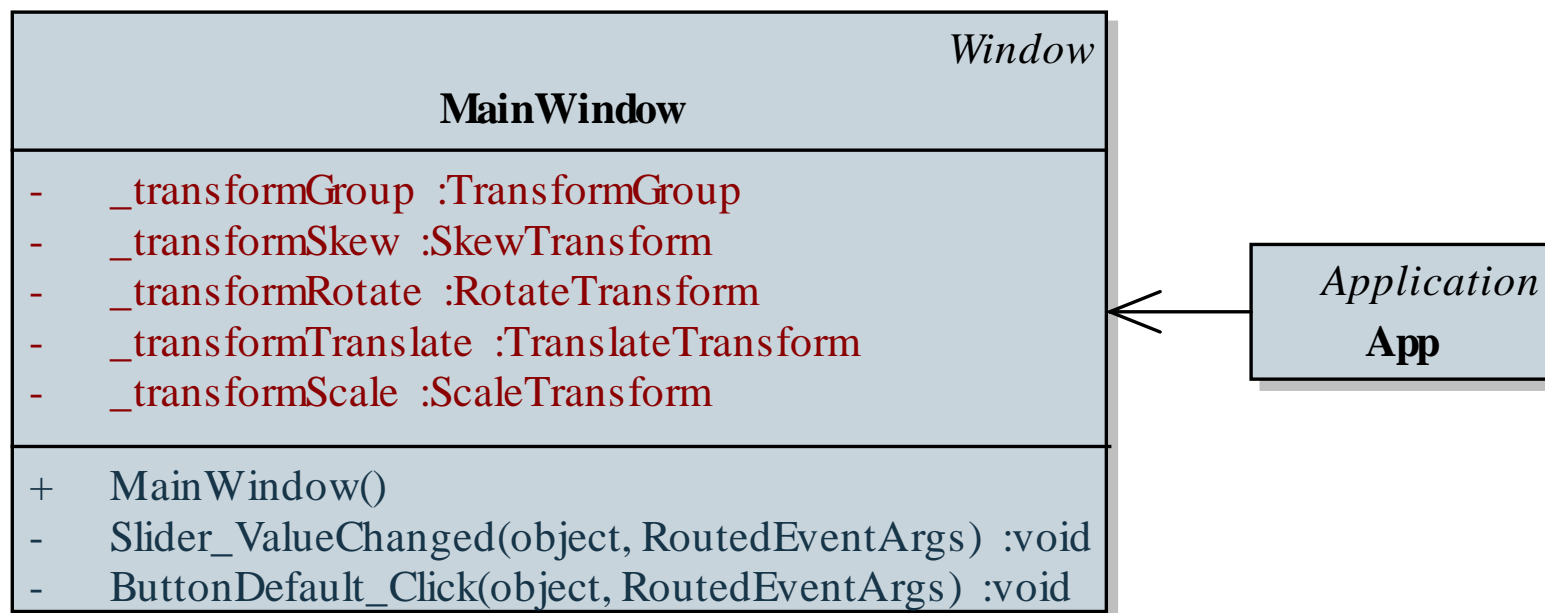 Window
MainWindow
- _transformGroup :TransformGroup
- _transformSkew :SkewTransform
- _transformRotate :RotateTransform
- _transformTranslate :TranslateTransform
- _transformScale :ScaleTransform
+ MainWindow()
- Slider_ValueChanged(object, RoutedEventArgs) :void
- ButtonDefault_Click(object, RoutedEventArgs) :void
Application
App